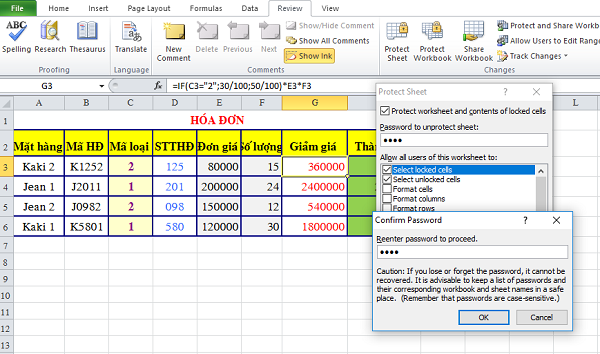 File Home Insert Page Layout Formulas Data Review View
ABC
Spelling Research Thesaurus
Proofing
Translate
Language
New Comment Delete Previous Next
Show/Hide Comment
Show All Comments
Show Ink
Comments
Protect Sheet Protect Workbook Share Workbook
Protect and Share Workb
Allow Users to Edit Range
Track Changes
Changes
G3 =IF(C3="2";30/100;50/100)*E3*F3
A B C D E F G L
1 HÓA ĐƠN
2 Mặt hàng Mã HĐ Mã loại STTHĐ Đơn giá Số lượng Giảm giá Thà
3 Kaki 2 K1252 2 125 80000 15 360000
4 Jean 1 J2011 1 201 200000 24 2400000
5 Jean 2 J0982 2 098 150000 12 540000
6 Kaki 1 K5801 1 580 120000 30 1800000
7
8
9
10
11
12
13
Protect Sheet ? ×
Protect worksheet and contents of locked cells
Password to unprotect sheet:
••••
Allow all users of this worksheet to:
Select locked cells
Select unlocked cells
Format cells
Format columns
Format rows
Confirm Password ? ×
Reenter password to proceed.
••••
Caution: If you lose or forget the password, it cannot be
recovered. It is advisable to keep a list of passwords and
their corresponding workbook and sheet names in a safe
place. (Remember that passwords are case-sensitive.)
OK Cancel